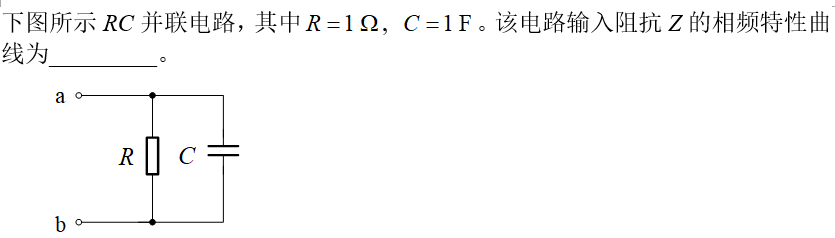 下图所示 RC 并联电路，其中 R =1 Ω，C =1 F。该电路输入阻抗 Z 的相频特性曲
线为_________。
a
R
C
b